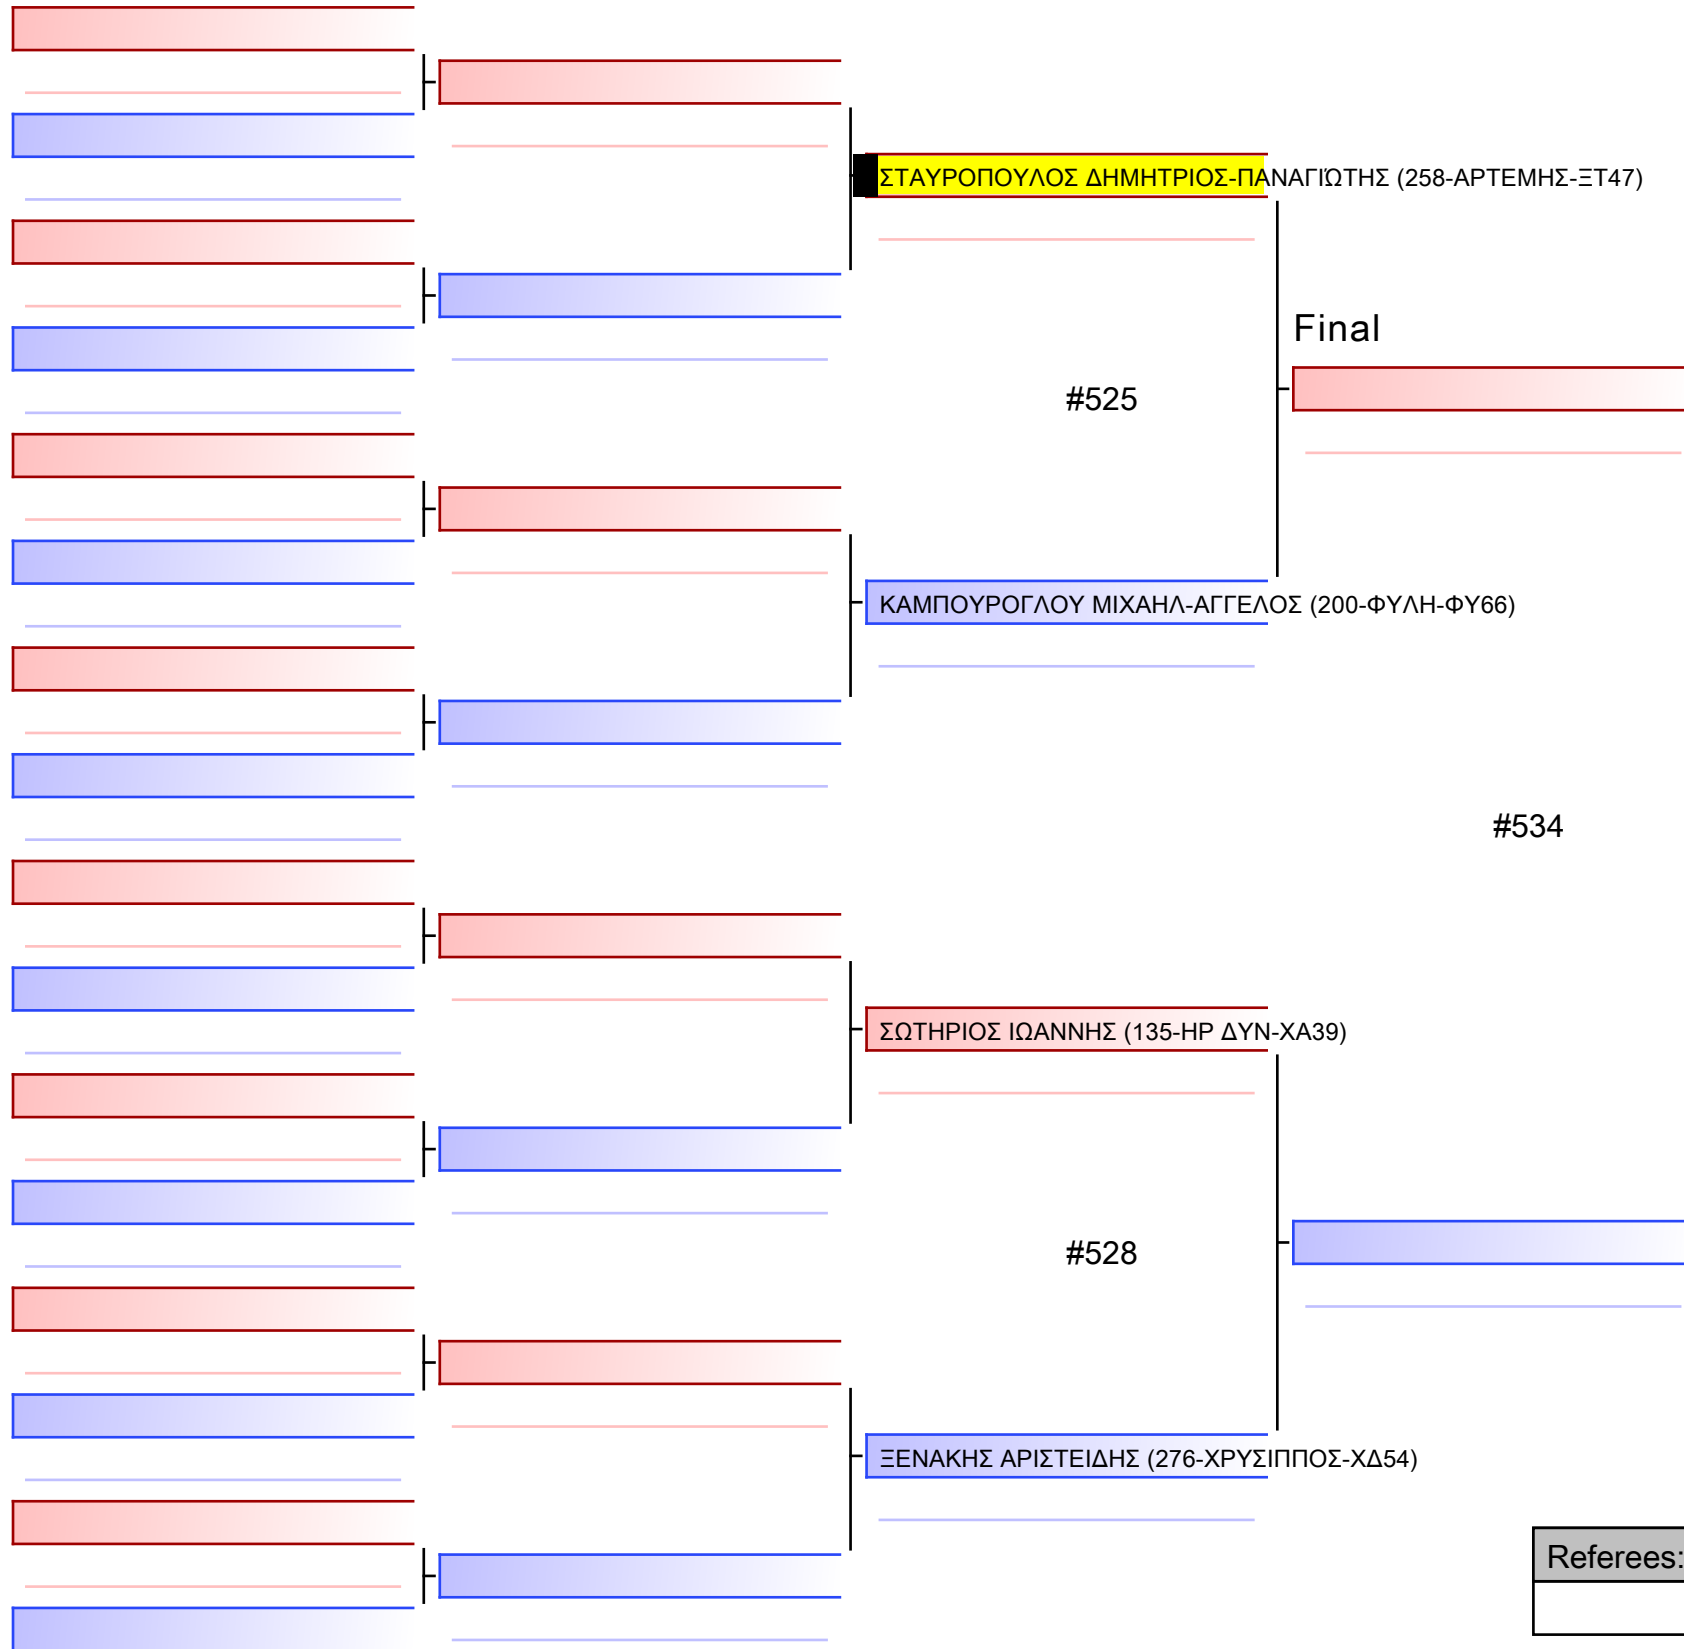 ΣΤΑΥΡΟΠΟΥΛΟΣ ΔΗΜΗΤΡΙΟΣ-ΠΑΝΑΓΙΏΤΗΣ (258-ΑΡΤΕΜΗΣ-ΞΤ47)
Final
#525
ΚΑΜΠΟΥΡΟΓΛΟΥ ΜΙΧΑΗΛ-ΑΓΓΕΛΟΣ (200-ΦΥΛΗ-ΦΥ66)
#534
ΣΩΤΗΡΙΟΣ ΙΩΑΝΝΗΣ (135-ΗΡ ΔΥΝ-ΧΑ39)
#528
ΞΕΝΑΚΗΣ ΑΡΙΣΤΕΙΔΗΣ (276-ΧΡΥΣΙΠΠΟΣ-ΧΔ54)
Referees: